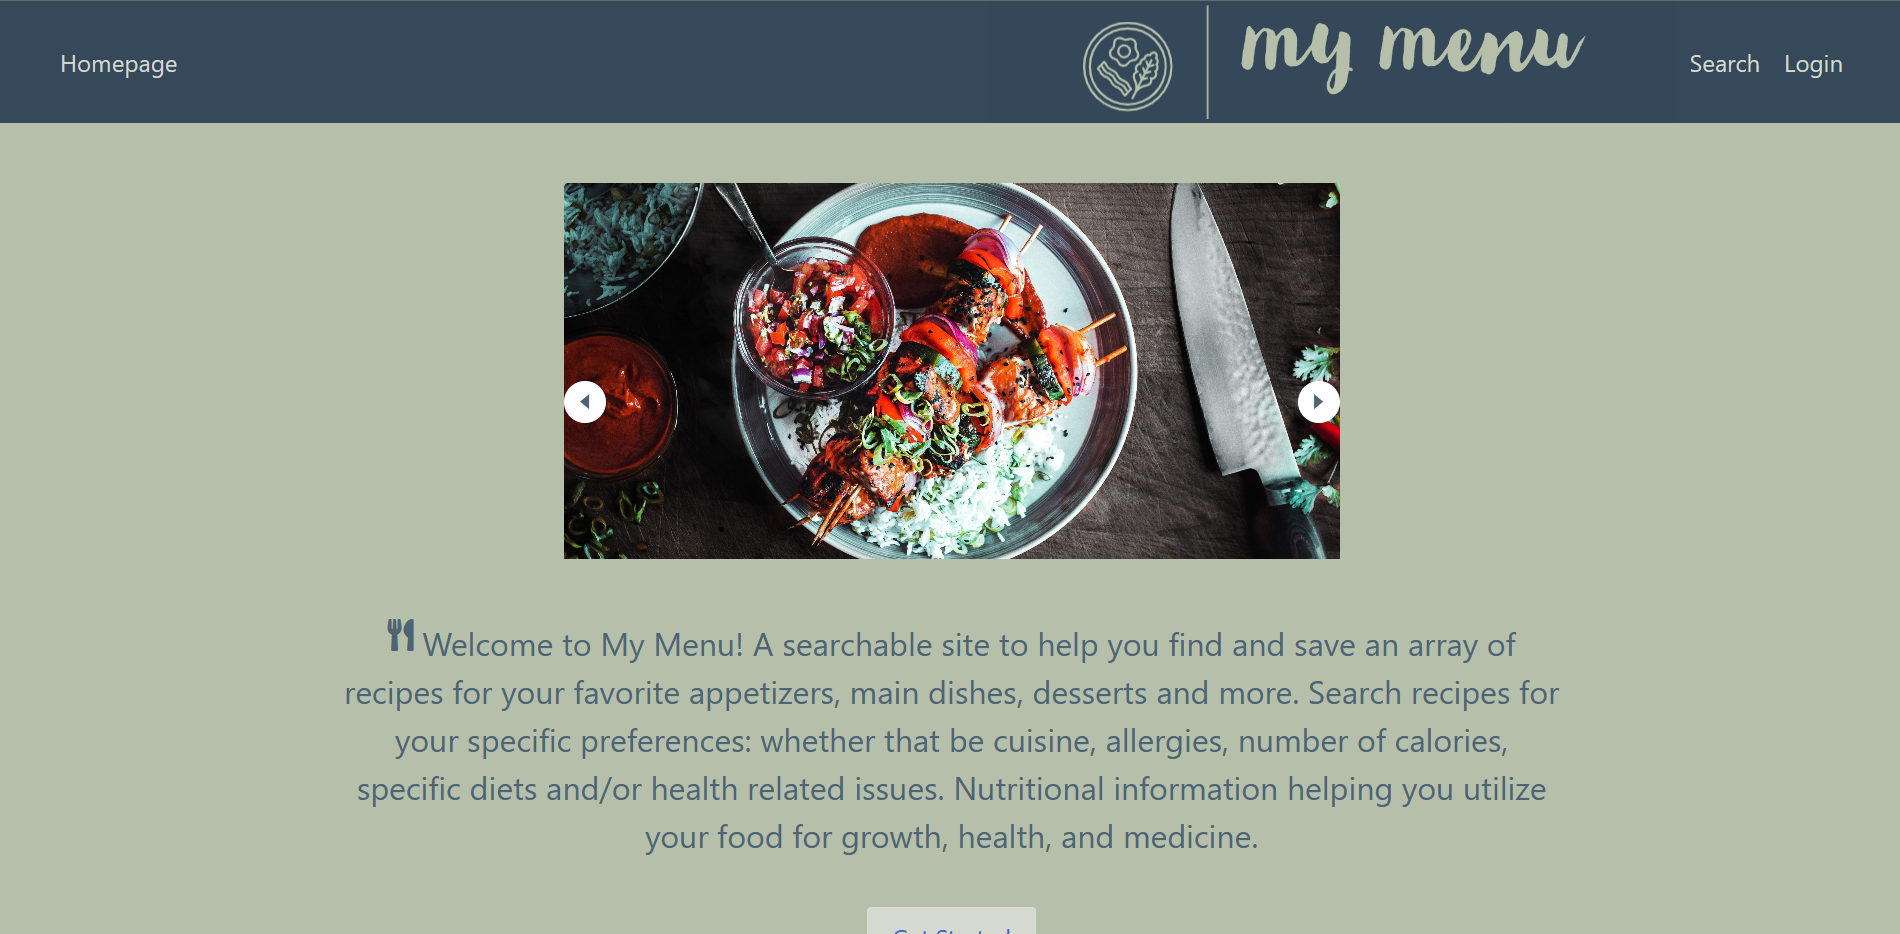 Homepage
my menu
Search Login
Welcome to My Menu! A searchable site to help you find and save an array of
recipes for your favorite appetizers, main dishes, desserts and more. Search recipes for
your specific preferences: whether that be cuisine, allergies, number of calories,
specific diets and/or health related issues. Nutritional information helping you utilize
your food for growth, health, and medicine.
Get Started